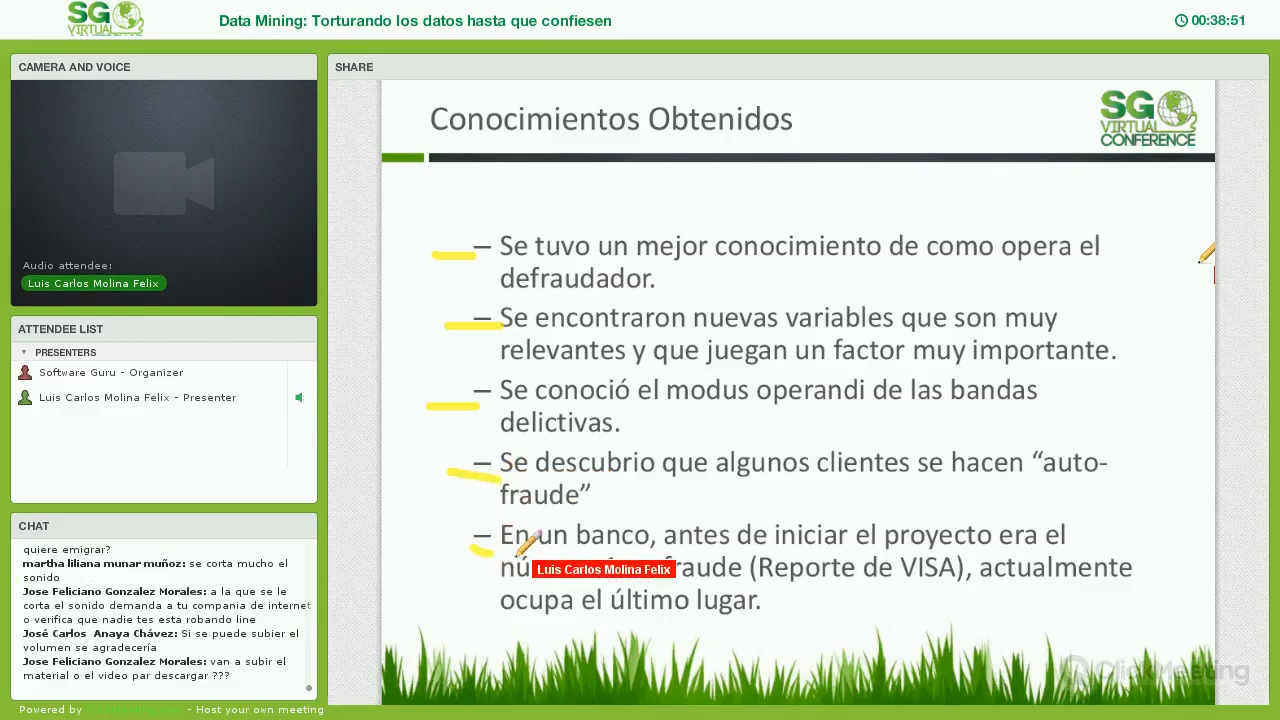 SG
VIRTUAL
Data Mining: Torturando los datos hasta que confiesen
00:38:51
CAMERA AND VOICE
Audio attendee:
Luis Carlos Molina Felix
ATTENDEE LIST
PRESENTERS
Software Guru - Organizer
Luis Carlos Molina Felix - Presenter
CHAT
quiere emigrar?
martha liliana munar muñoz: se corta mucho el
sonido
Jose Feliciano Gonzalez Morales: a la que se le
corta el sonido demanda a tu compania de internet
o verifica que nadie tes esta robando line
José Carlos Anaya Chávez: Si se puede subier el
volumen se agradecería
Jose Feliciano Gonzalez Morales: van a subir el
material o el video par descargar ???
Powered by - Host your own meeting
SHARE
Conocimientos Obtenidos
SG
VIRTUAL
CONFERENCE
– Se tuvo un mejor conocimiento de como opera el
defraudador.
– Se encontraron nuevas variables que son muy
relevantes y que juegan un factor muy importante.
– Se conoció el modus operandi de las bandas
delictivas.
– Se descubrio que algunos clientes se hacen “auto-
fraude”
– En un banco, antes de iniciar el proyecto era el
raude (Reporte de VISA), actualmente
Luis Carlos Molina Felix
ocupa el último lugar.
ClickMeeting